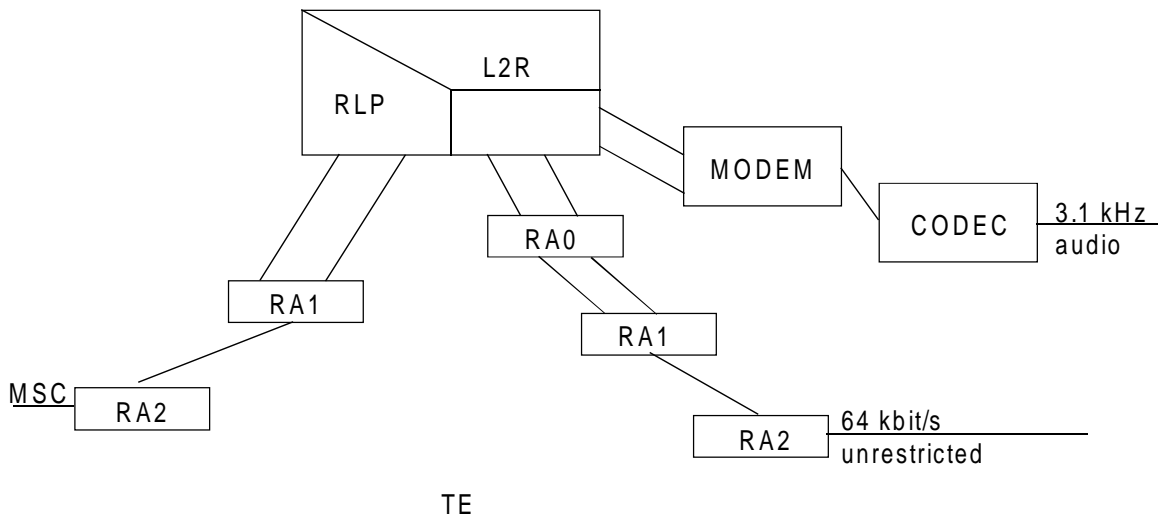 L2R
RLP
MODEM
CODEC
3.1 kHz
audio
RA0
RA1
RA1
MSC
RA2
RA2
64 kbit/s
unrestricted
TE